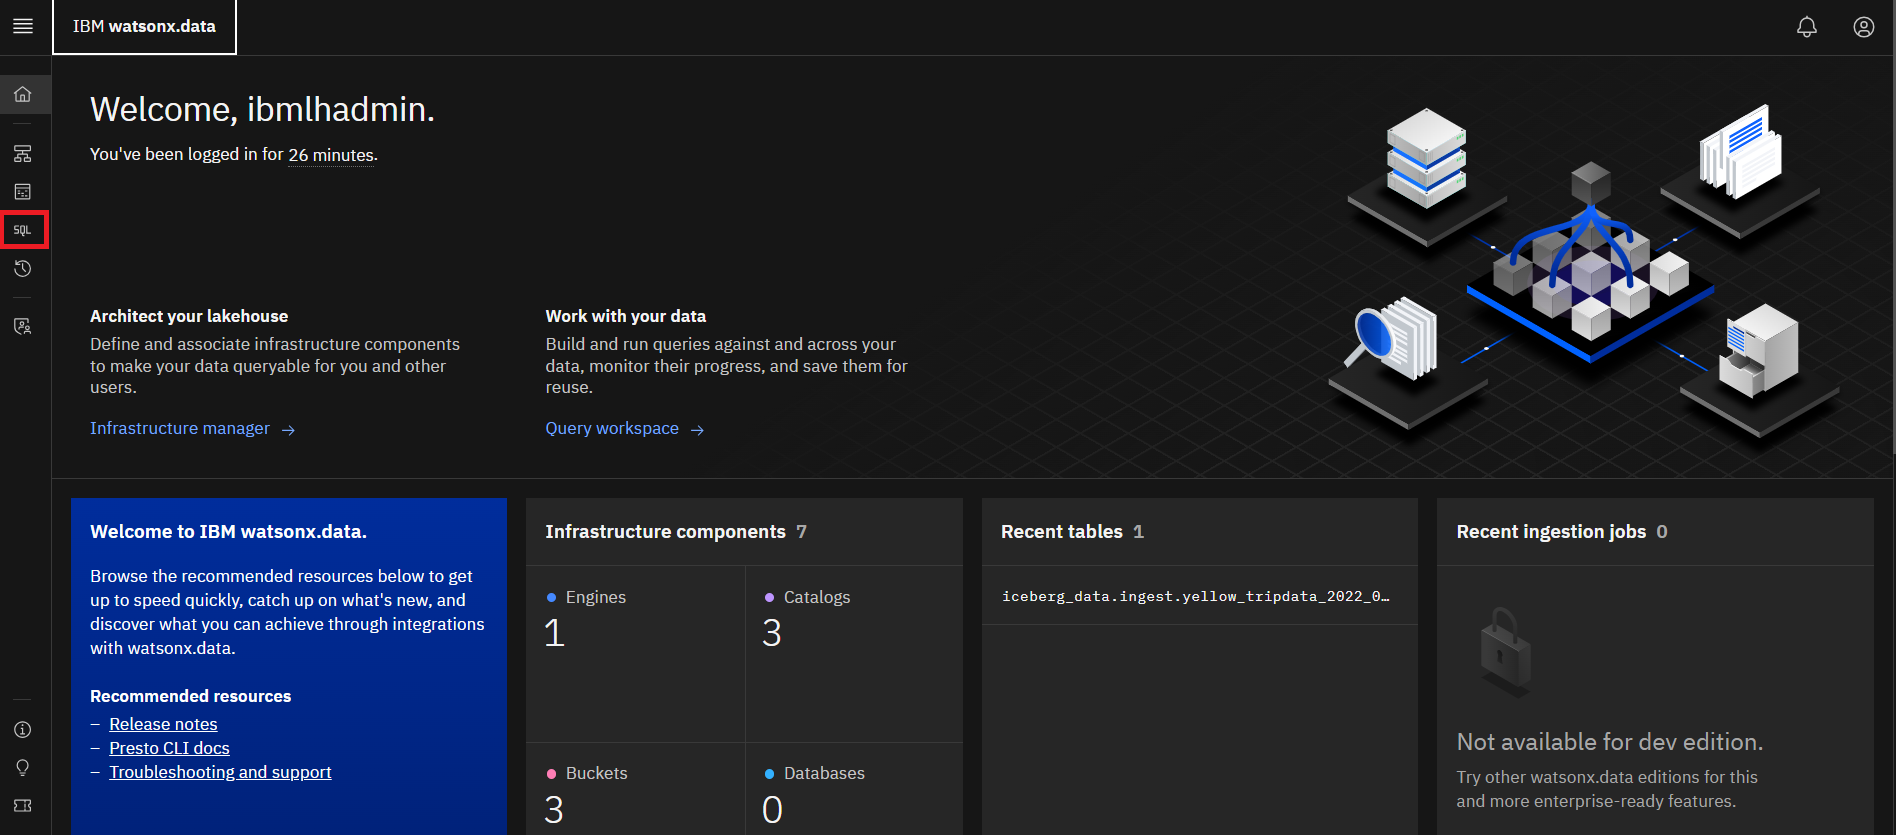 IBM watsonx.data
Welcome, ibmlhadmin.
You've been logged in for 26 minutes.
SQL
Architect your lakehouse
Define and associate infrastructure components
to make your data queryable for you and other
users.
Infrastructure manager →
Work with your data
Build and run queries against and across your
data, monitor their progress, and save them for
reuse.
Query workspace →
Welcome to IBM watsonx.data.
Browse the recommended resources below to get
up to speed quickly, catch up on what's new, and
discover what you can achieve through integrations
with watsonx.data.
Recommended resources
– Release notes
– Presto CLI docs
– Troubleshooting and support
Infrastructure components 7
Engines
1
Catalogs
3
Buckets
3
Databases
0
Recent tables 1
iceberg_data.ingest.yellow_tripdata_2022_0…
Recent ingestion jobs 0
Not available for dev edition.
Try other watsonx.data editions for this
and more enterprise-ready features.